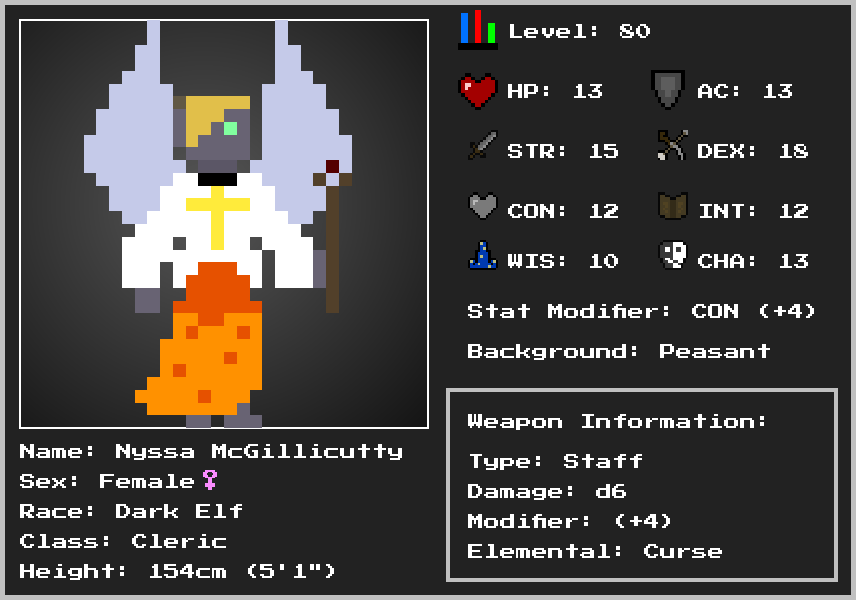 Level: 80
HP: 13
AC: 13
STR: 15
DEX: 18
CON: 12
INT: 12
WIS: 10
CHA: 13
Stat Modifier: CON (+4)
Background: Peasant
Weapon Information:
Type: Staff
Damage: d6
Modifier: (+4)
Elemental: Curse
Name: Nyssa McGillicutty
Sex: Female♀
Race: Dark Elf
Class: Cleric
Height: 154cm (5'1")